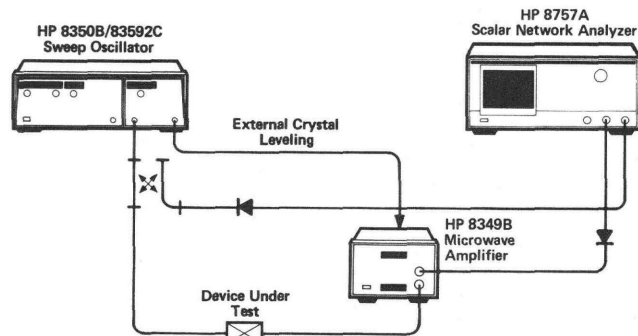 HP 8350B/83592C
Sweep Oscillator
HP 8757A
Scalar Network Analyzer
External Crystal
Leveling
HP 8349B
Microwave
Amplifier
Device Under
Test